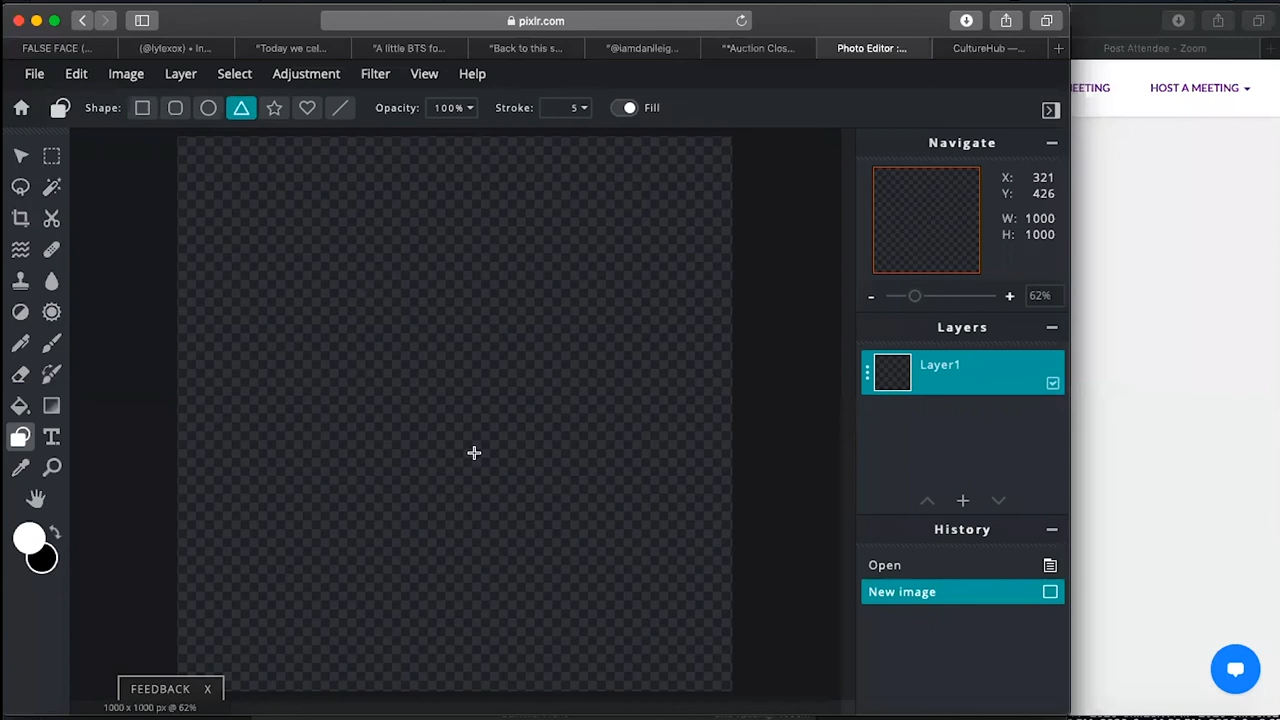 pixlr.com
FALSE FACE (...
(@lylexox) • In...
"Today we cel...
"A little BTS fo...
"Back to this s...
"@iamdanileig...
"*Auction Clos...
Photo Editor :...
CultureHub —...
Post Attendee - Zoom
File Edit Image Layer Select Adjustment Filter View Help
EETING
HOST A MEETING
Shape:
Opacity: 100%
Stroke: 5
Fill
Navigate
X: 321
Y: 426
W: 1000
H: 1000
62%
Layers
Layer1
History
Open
New image
FEEDBACK X
1000 x 1000 px @ 62%